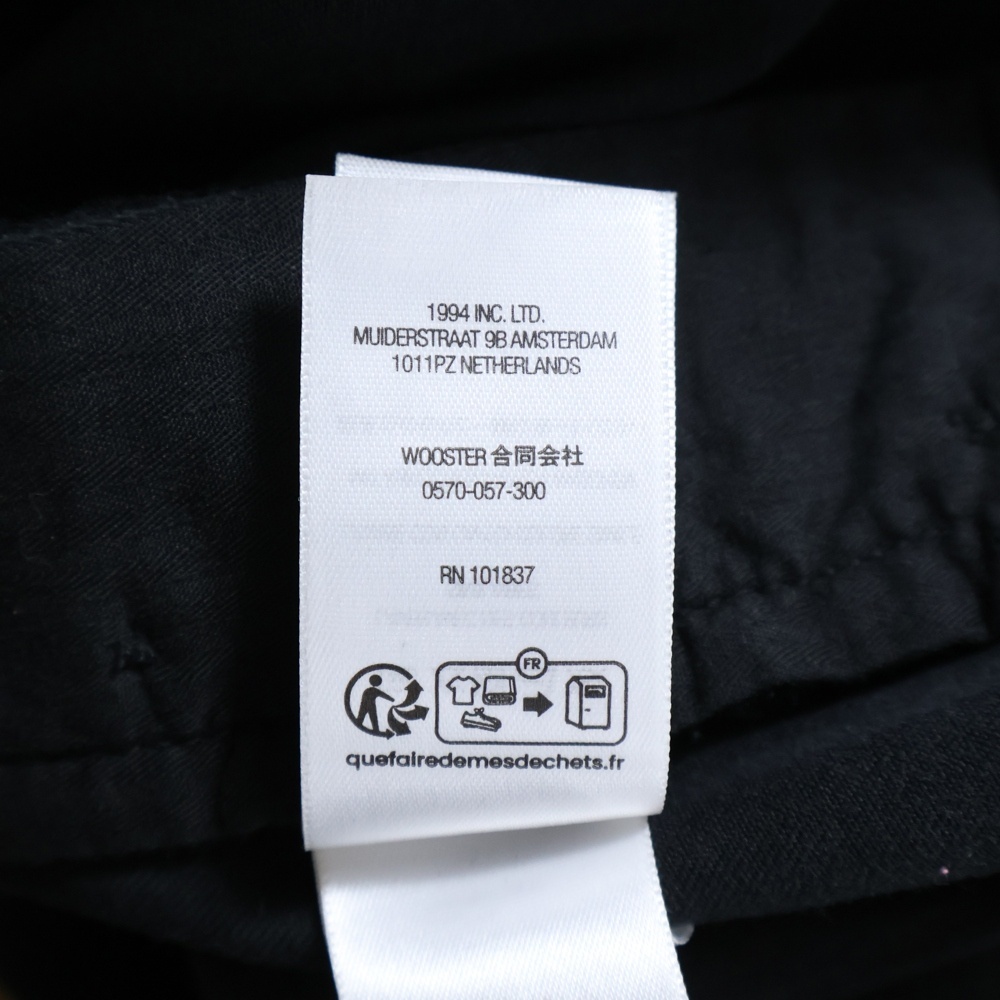 1994 INC. LTD.
MUIDERSTRAAT 9B AMSTERDAM
1011PZ NETHERLANDS
WOOSTER 合同会社
0570-057-300
RN 101837
FR
quefairedemesdechets.fr